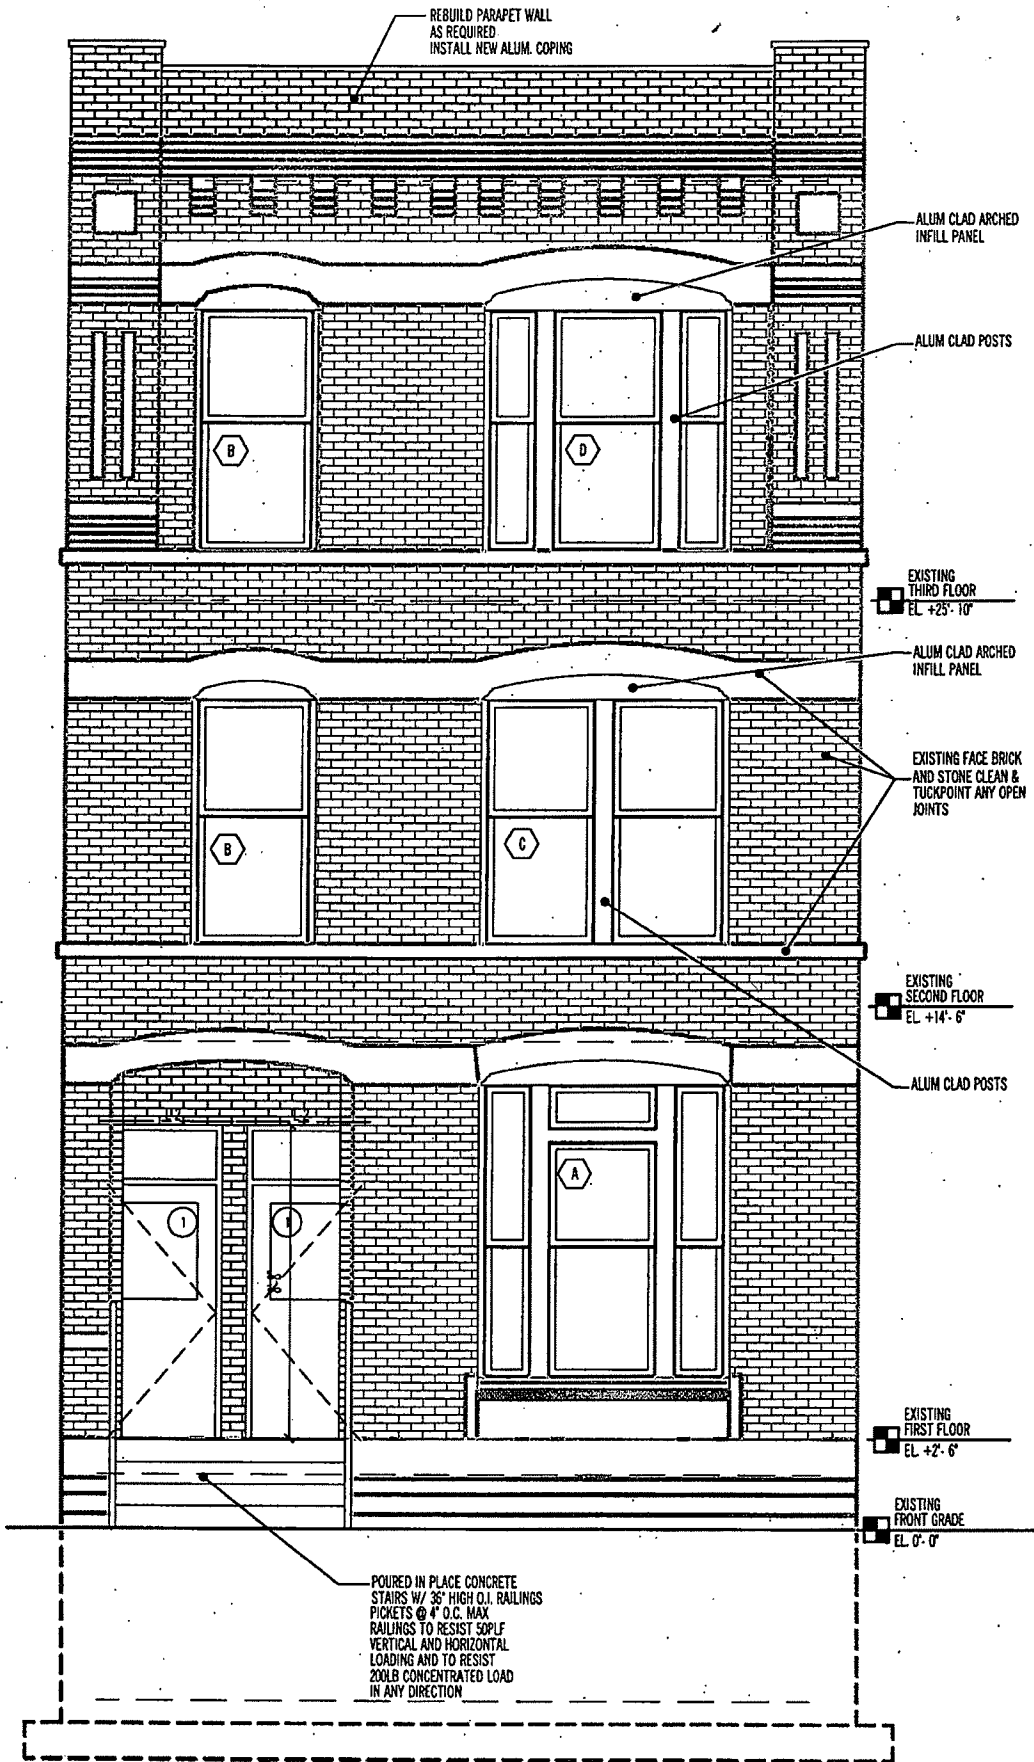 REBUILD PARAPET WALL
AS REQUIRED
INSTALL NEW ALUM. COPING
ALUM CLAD ARCHED
INFILL PANEL
ALUM CLAD POSTS
B
D
EXISTING
THIRD FLOOR
EL. +25'- 10"
ALUM CLAD ARCHED
INFILL PANEL
EXISTING FACE BRICK
AND STONE CLEAN &
TUCKPOINT ANY OPEN
JOINTS
B
C
EXISTING
SECOND FLOOR
EL. +14'- 6"
ALUM CLAD POSTS
L2
L2
A
1
1
EXISTING
FIRST FLOOR
EL. +2'- 6"
EXISTING
FRONT GRADE
EL. 0'- 0"
POURED IN PLACE CONCRETE
STAIRS W/ 36" HIGH O.I. RAILINGS
PICKETS @ 4" O.C. MAX
RAILINGS TO RESIST 50PLF
VERTICAL AND HORIZONTAL
LOADING AND TO RESIST
200LB CONCENTRATED LOAD
IN ANY DIRECTION